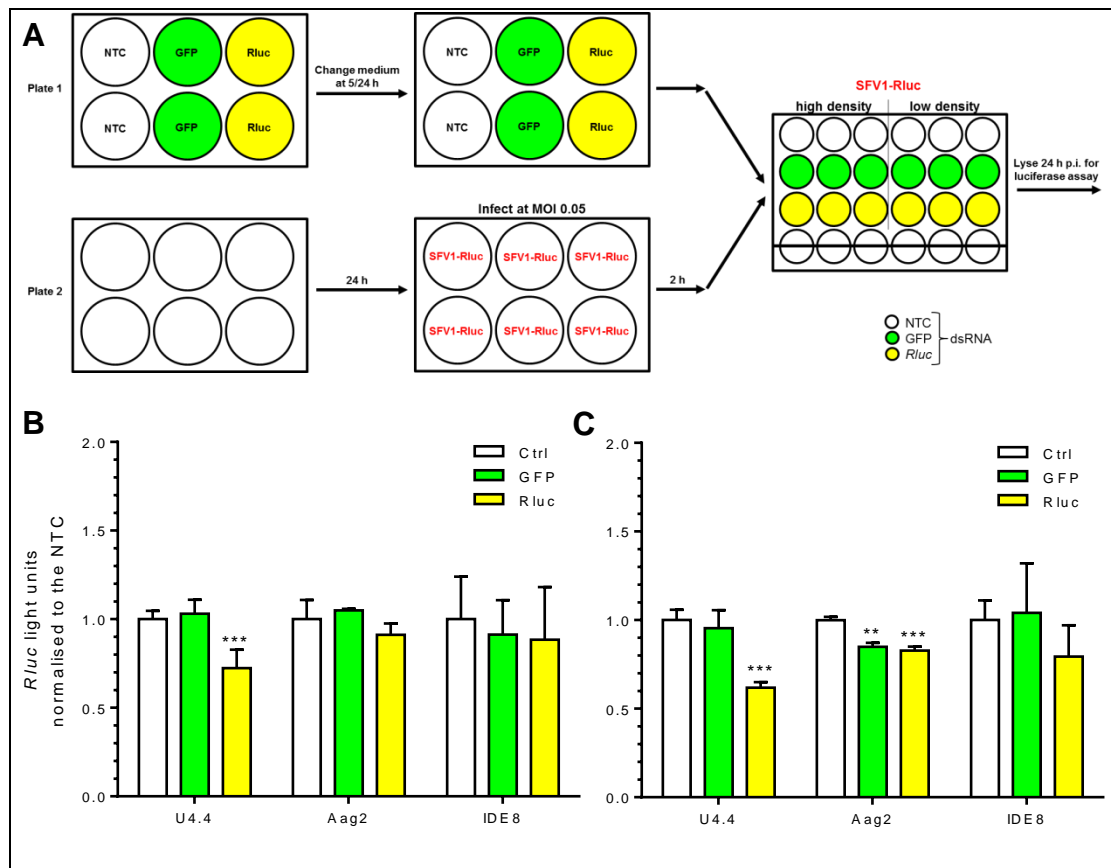 A
NTC GFP Rluc
Plate 1
NTC GFP Rluc
Change medium
at 5/24 h
NTC GFP Rluc
NTC GFP Rluc
SFV1-Rluc
high density low density
Lyse 24 h p.i. for
luciferase assay
Plate 2
24 h
Infect at MOI 0.05
SFV1-Rluc SFV1-Rluc SFV1-Rluc
SFV1-Rluc SFV1-Rluc SFV1-Rluc
2 h
NTC
GFP
Rluc
dsRNA
B
Rluc light units
normalised to the NTC
2.0
1.5
1.0
0.5
0.0
Ctrl
GFP
Rluc
***
U4.4 Aag2 IDE8
C
2.0
1.5
1.0
0.5
0.0
Ctrl
GFP
Rluc
*** ** ***
U4.4 Aag2 IDE8